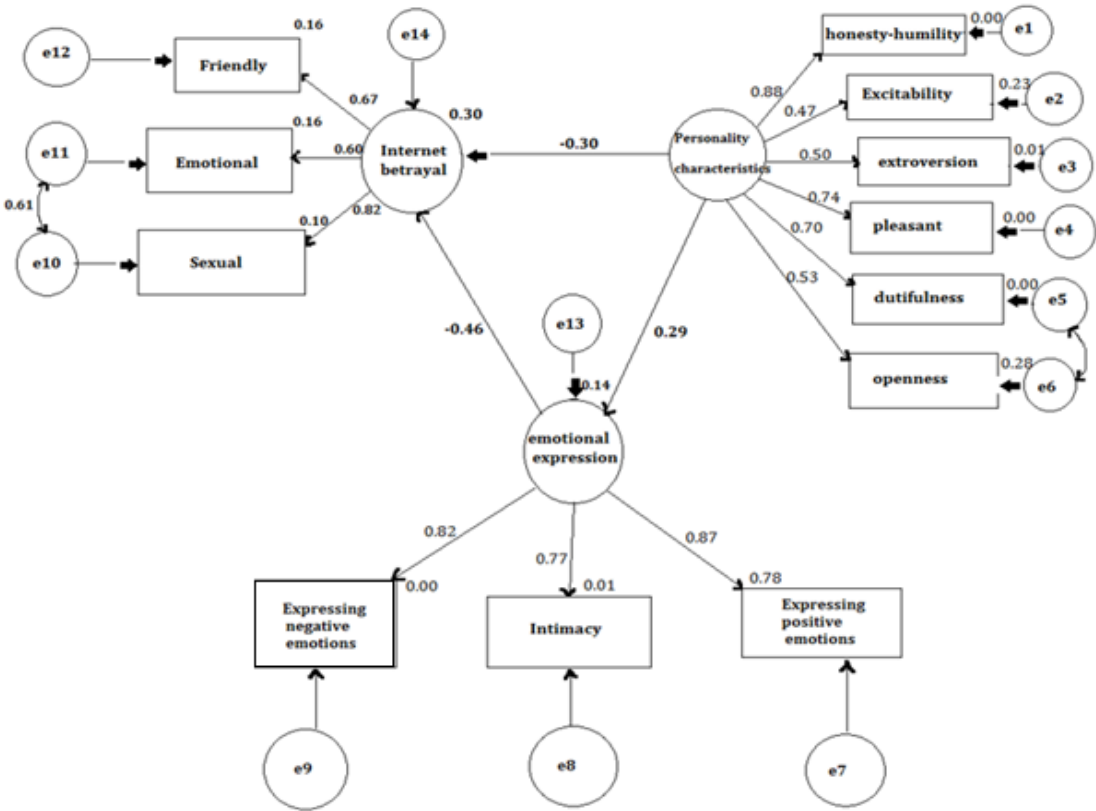 e12
0.16
Friendly
e14
0.00
honesty-humility
e1
0.67
0.30
0.88
0.23
Excitability
e2
0.47
e11
0.16
Emotional
0.60
Internet
betrayal
-0.30
Personality
characteristics
0.50
extroversion
0.01
e3
0.61
0.82
0.74
0.10
pleasant
0.00
e4
e10
Sexual
0.70
0.53
dutifulness
0.00
e5
e13
-0.46
0.29
0.28
openness
e6
0.14
emotional
expression
0.82
0.77
0.87
0.00
0.01
0.78
Expressing
negative
emotions
Intimacy
Expressing
positive
emotions
e9
e8
e7